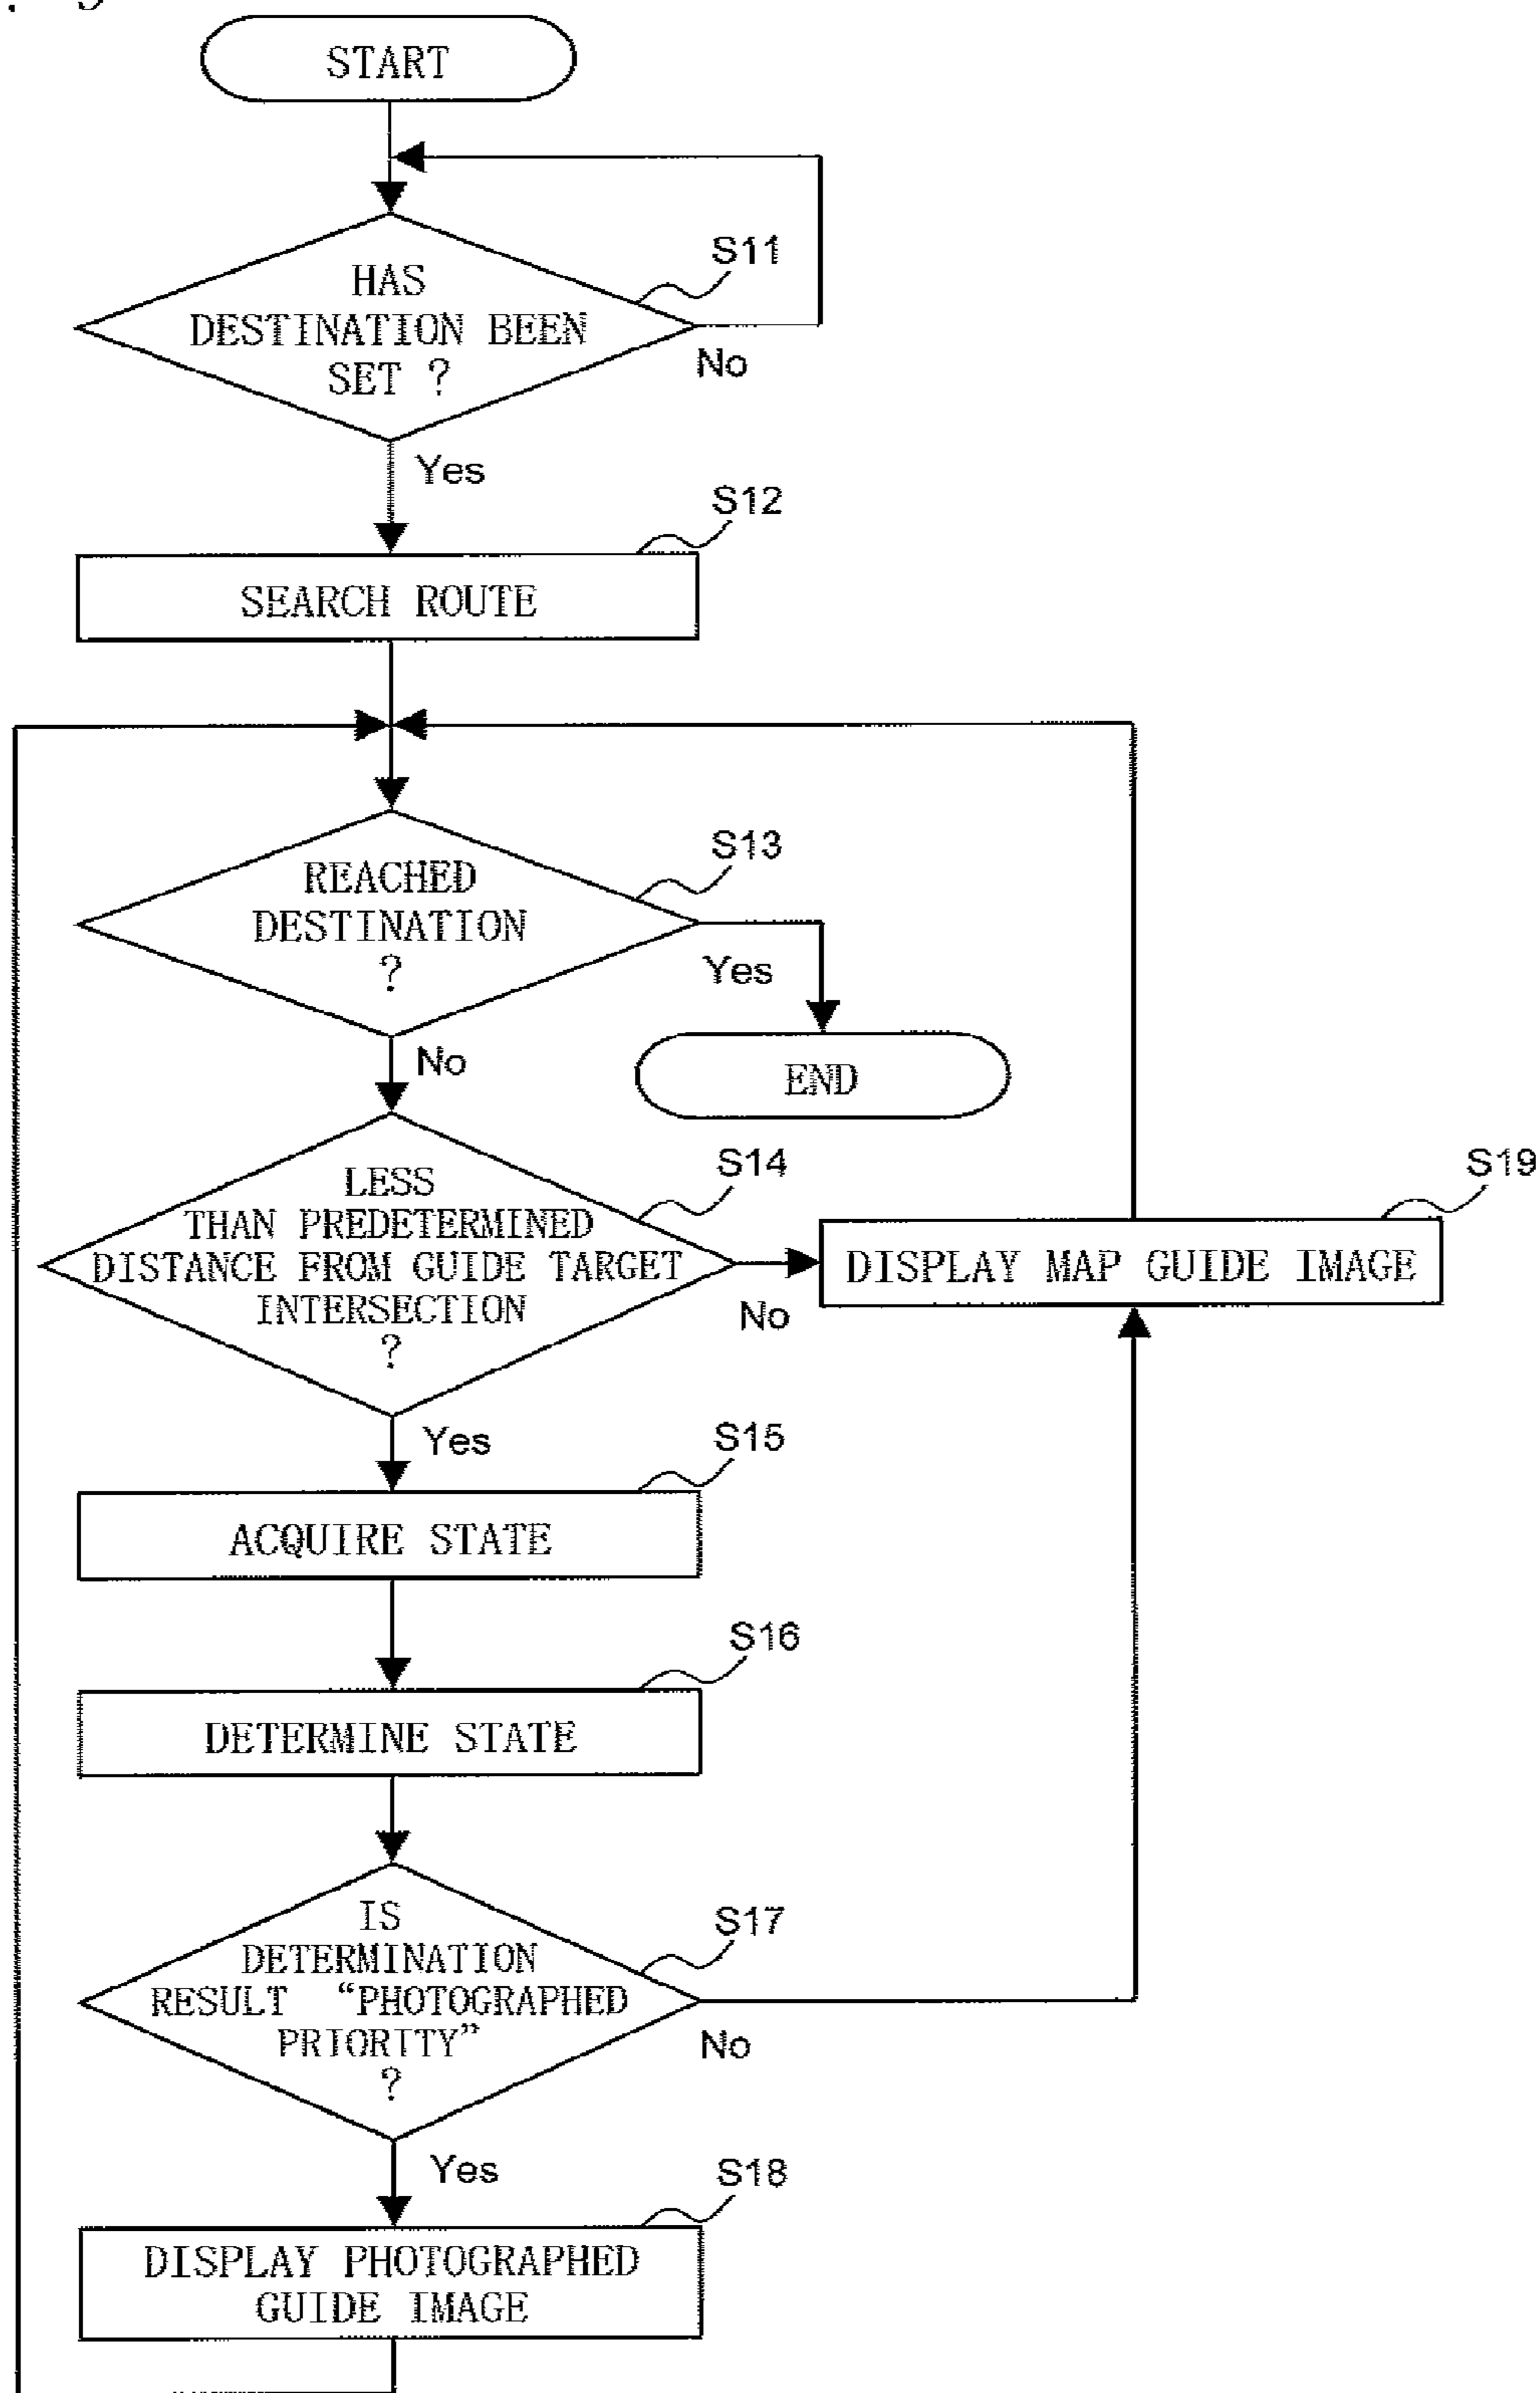 START
S11
HAS
DESTINATION BEEN
SET ?
No
Yes
S12
SEARCH ROUTE
S13
REACHED
DESTINATION
?
Yes
No
END
S14
LESS
THAN PREDETERMINED
DISTANCE FROM GUIDE TARGET
INTERSECTION
?
No
S19
DISPLAY MAP GUIDE IMAGE
Yes
S15
ACQUIRE STATE
S16
DETERMINE STATE
S17
IS
DETERMINATION
RESULT “PHOTOGRAPHED
PRIORITY”
?
No
Yes
S18
DISPLAY PHOTOGRAPHED
GUIDE IMAGE